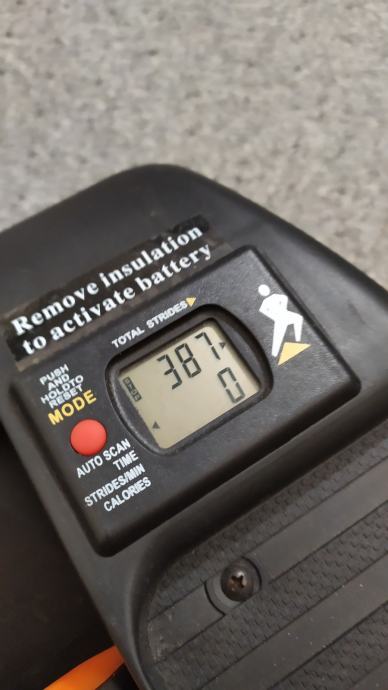 Remove insulation
to activate battery
TOTAL STRIDES
PUSH
AND
HOLD TO
RESET
MODE
387
0
AUTO SCAN
TIME
STRIDES/MIN
CALORIES